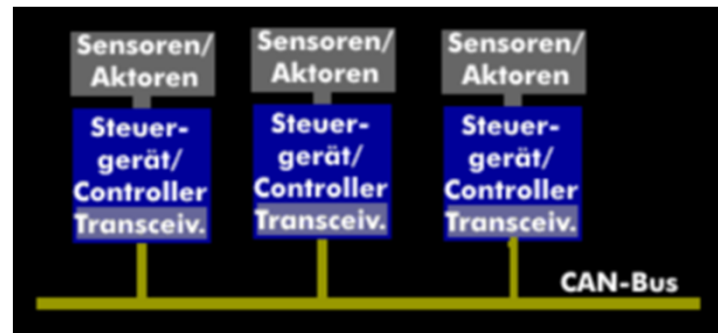 Sensoren/
Aktoren
Steuer-
gerät/
Controller
Transceiv.
Sensoren/
Aktoren
Steuer-
gerät/
Controller
Transceiv.
Sensoren/
Aktoren
Steuer-
gerät/
Controller
Transceiv.
CAN-Bus